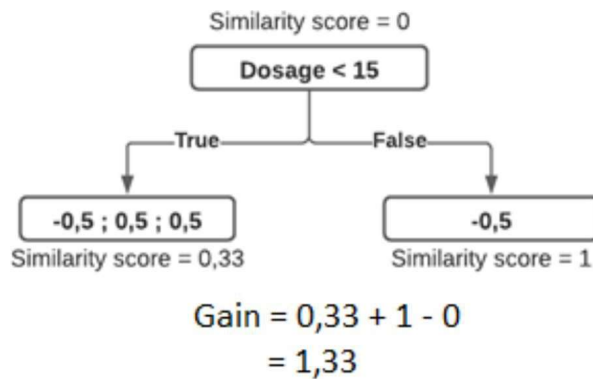 Similarity score = 0
Dosage < 15
True
False
-0,5 ; 0,5 ; 0,5
-0,5
Similarity score = 0,33
Similarity score = 1
Gain = 0,33 + 1 - 0
= 1,33